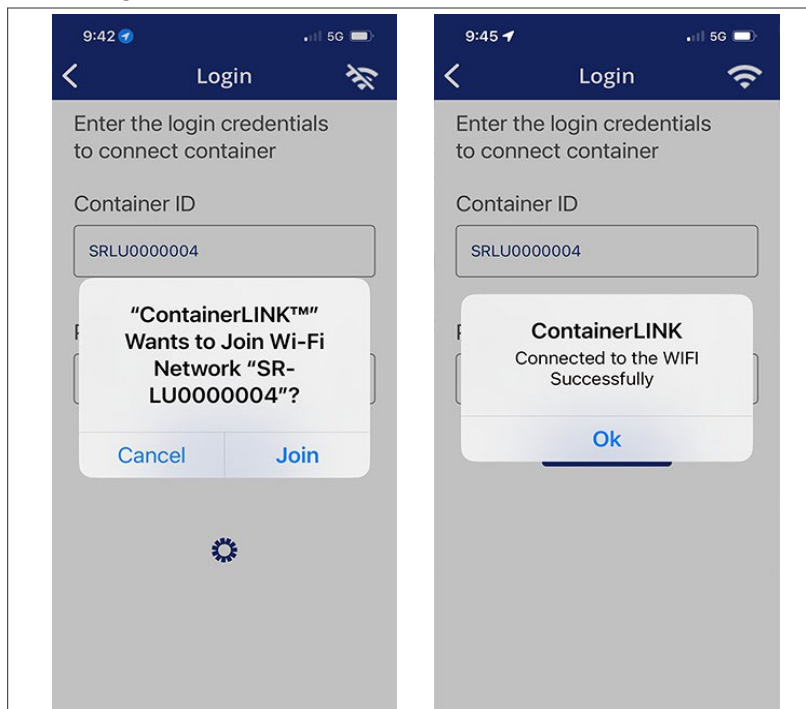 9:42
5G
Login
Enter the login credentials
to connect container
Container ID
SRLU0000004
"ContainerLINK™"
Wants to Join Wi-Fi
Network "SR-
LU0000004"?
Cancel
Join
9:45
5G
Login
Enter the login credentials
to connect container
Container ID
SRLU0000004
ContainerLINK
Connected to the WIFI
Successfully
Ok